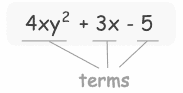 4xy² + 3x - 5
terms